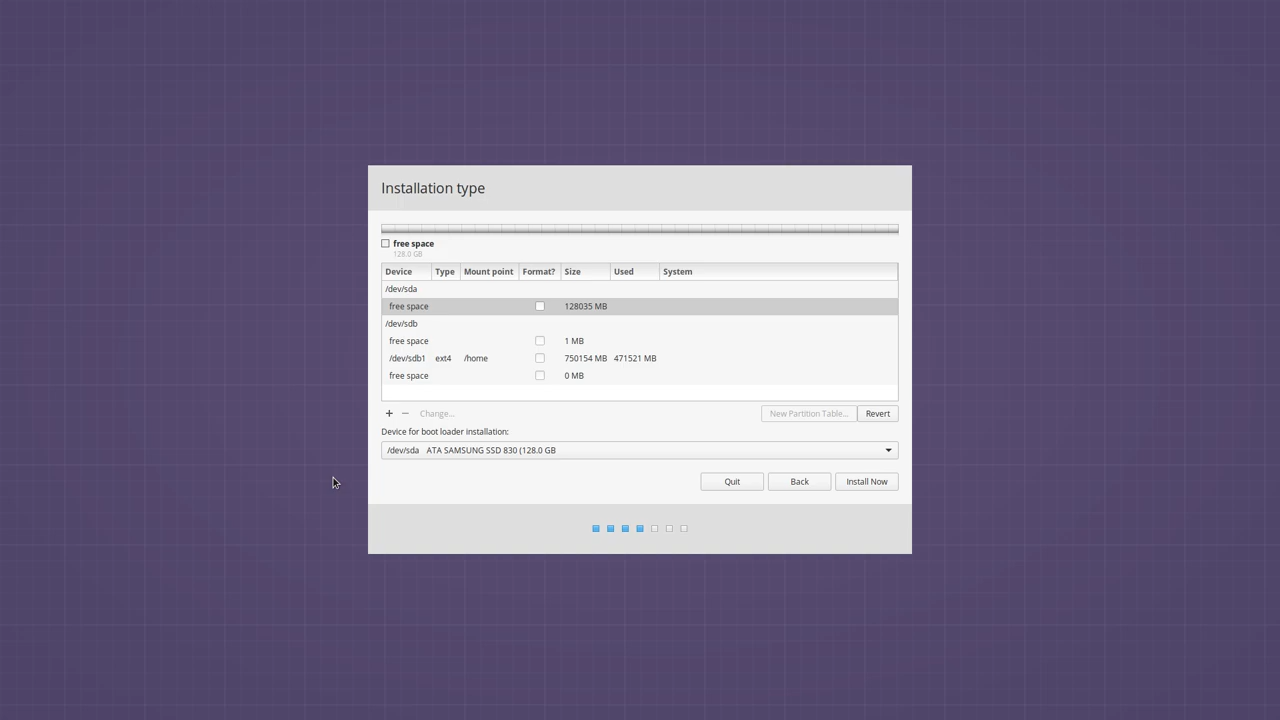 Installation type
free space
128.0 GB
Device Type Mount point Format? Size Used System
/dev/sda
free space 128035 MB
/dev/sdb
free space 1 MB
/dev/sdb1 ext4 /home 750154 MB 471521 MB
free space 0 MB
+ − Change... New Partition Table... Revert
Device for boot loader installation:
/dev/sda ATA SAMSUNG SSD 830 (128.0 GB
Quit Back Install Now